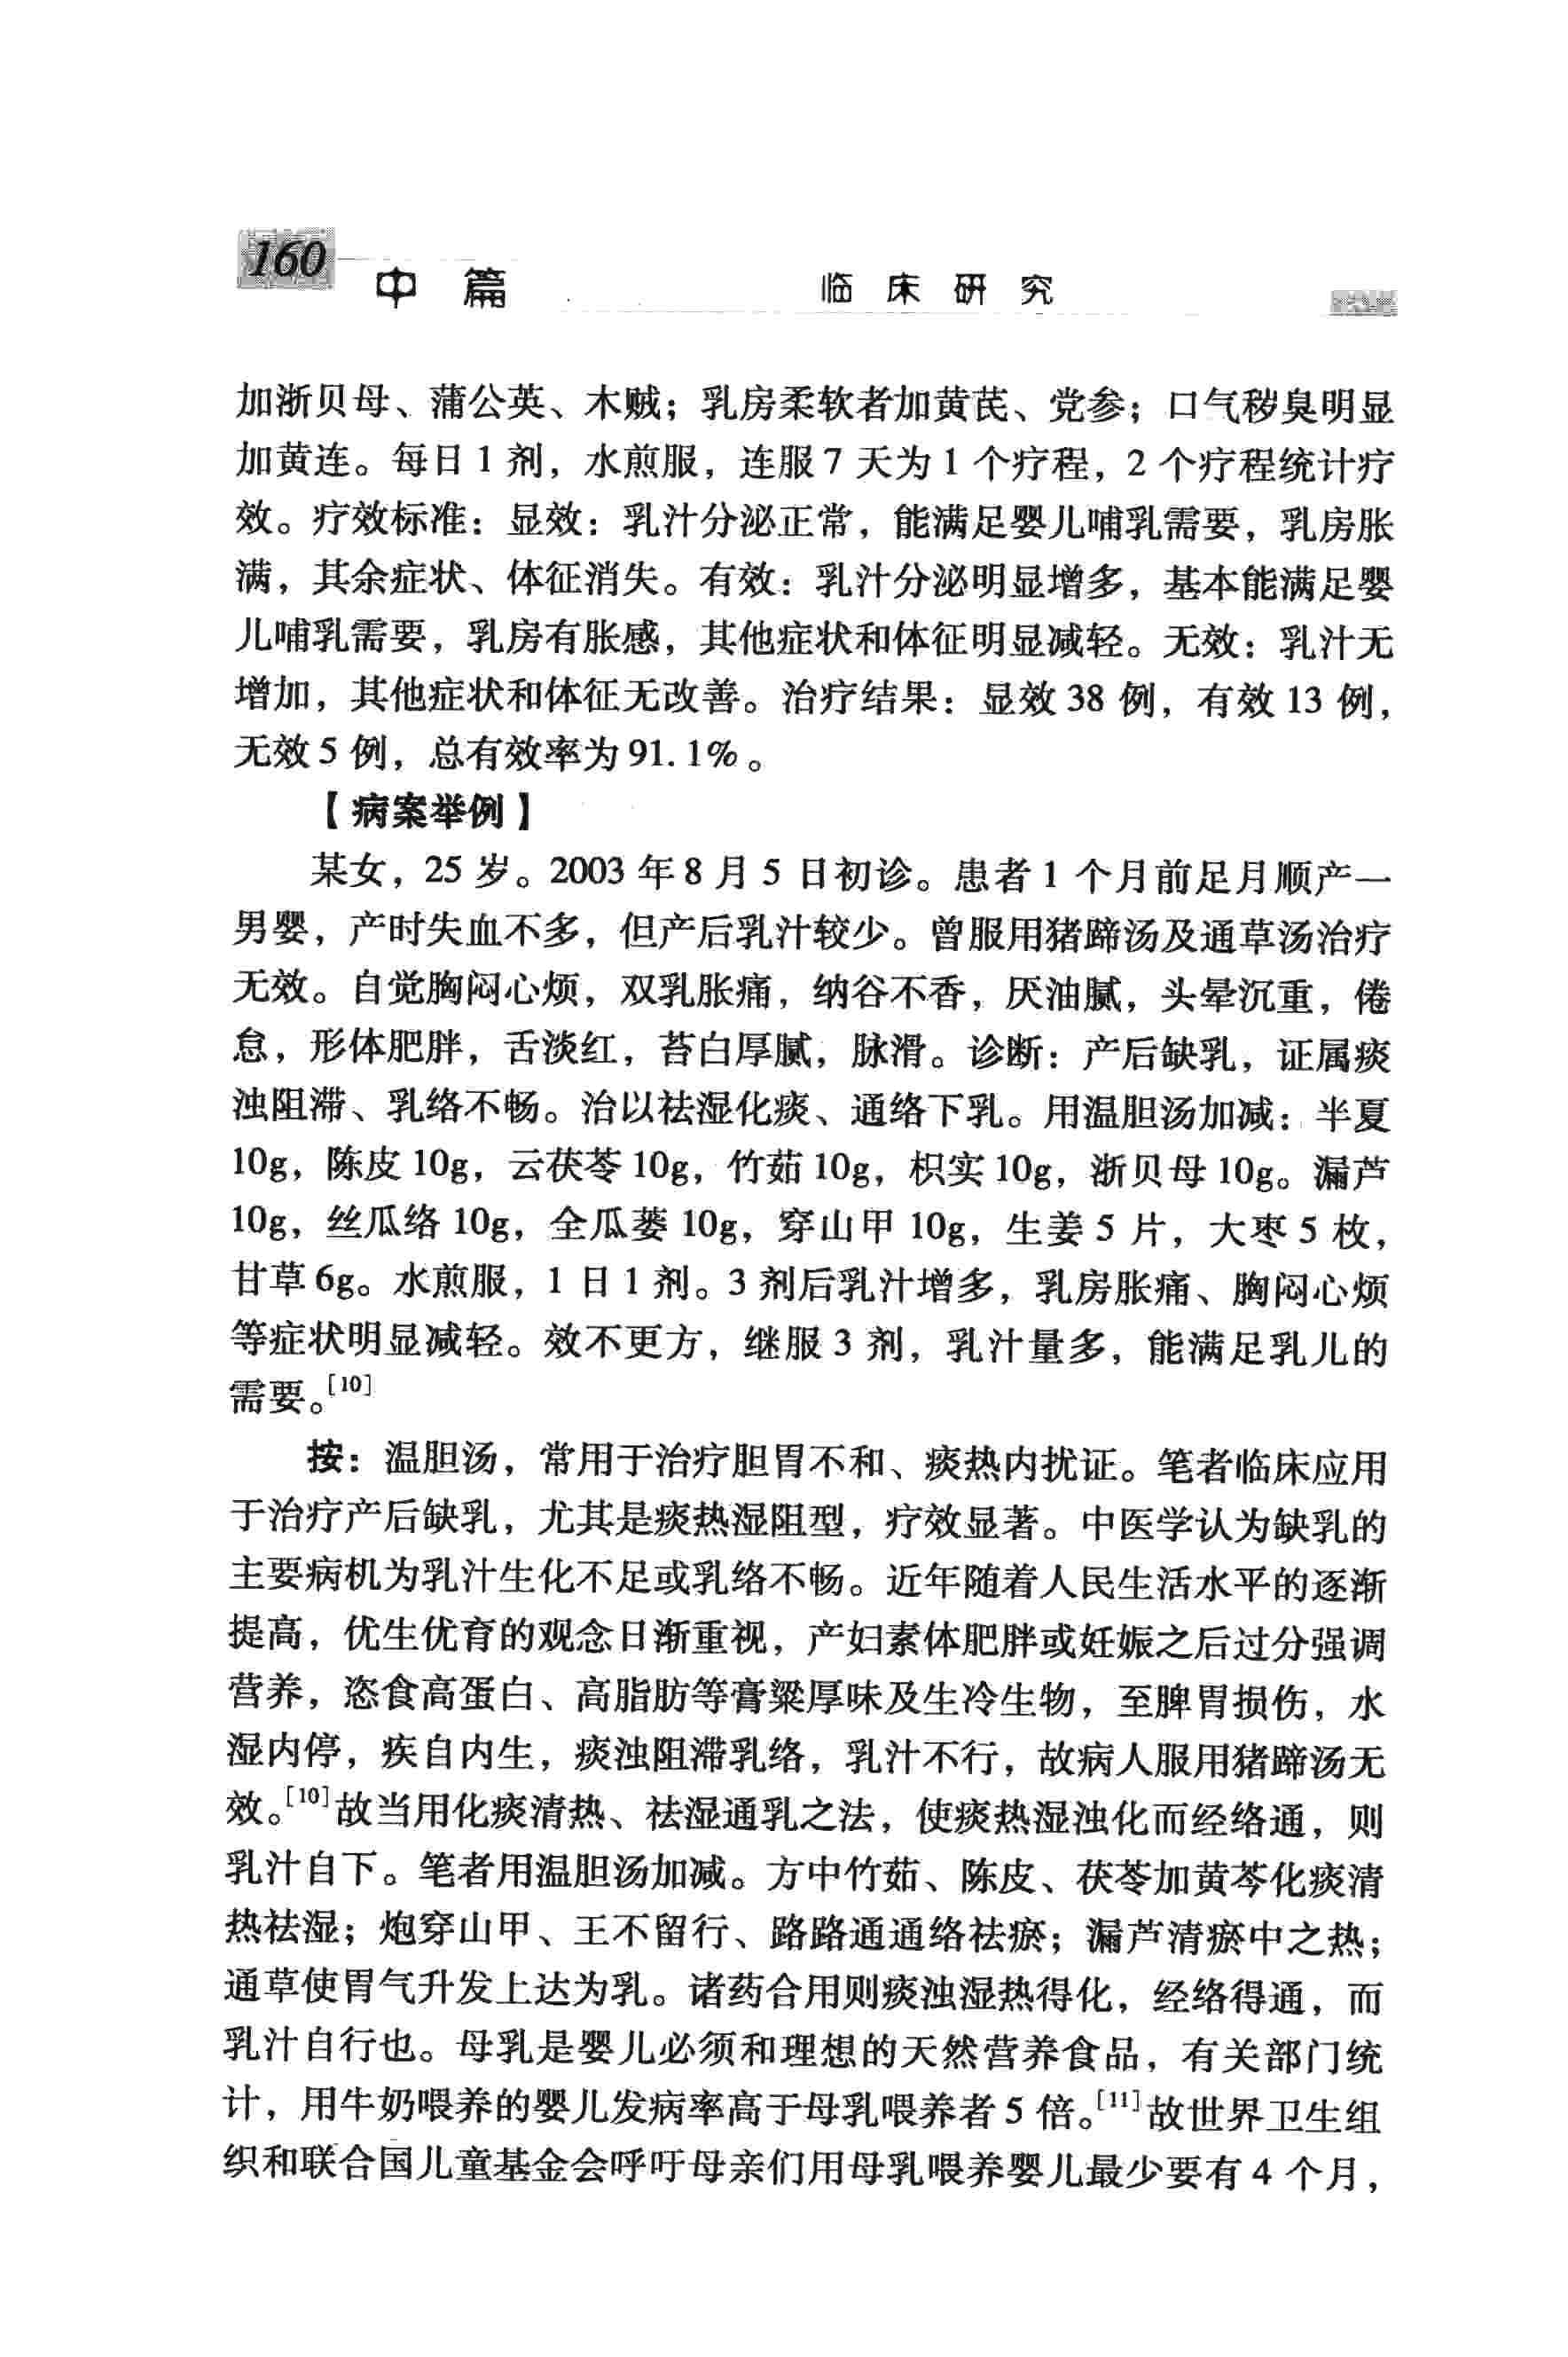 160
中 篇 临床研究
加浙贝母、蒲公英、木贼；乳房柔软者加黄芪、党参；口气秽臭明显
加黄连。每日1剂，水煎服，连服7天为1个疗程，2个疗程统计疗
效。疗效标准：显效：乳汁分泌正常，能满足婴儿哺乳需要，乳房胀
满，其余症状、体征消失。有效：乳汁分泌明显增多，基本能满足婴
儿哺乳需要，乳房有胀感，其他症状和体征明显减轻。无效：乳汁无
增加，其他症状和体征无改善。治疗结果：显效38例，有效13例，
无效5例，总有效率为91.1%。
【病案举例】
某女，25岁。2003年8月5日初诊。患者1个月前足月顺产一
男婴，产时失血不多，但产后乳汁较少。曾服用猪蹄汤及通草汤治疗
无效。自觉胸闷心烦，双乳胀痛，纳谷不香，厌油腻，头晕沉重，倦
怠，形体肥胖，舌淡红，苔白厚腻，脉滑。诊断：产后缺乳，证属痰
浊阻滞、乳络不畅。治以祛湿化痰、通络下乳。用温胆汤加减：半夏
10g，陈皮10g，云茯苓10g，竹茹10g，枳实10g，浙贝母10g。漏芦
10g，丝瓜络10g，全瓜蒌10g，穿山甲10g，生姜5片，大枣5枚，
甘草6g。水煎服，1日1剂。3剂后乳汁增多，乳房胀痛、胸闷心烦
等症状明显减轻。效不更方，继服3剂，乳汁量多，能满足乳儿的
需要。[10]
按：温胆汤，常用于治疗胆胃不和、痰热内扰证。笔者临床应用
于治疗产后缺乳，尤其是痰热湿阻型，疗效显著。中医学认为缺乳的
主要病机为乳汁生化不足或乳络不畅。近年随着人民生活水平的逐渐
提高，优生优育的观念日渐重视，产妇素体肥胖或妊娠之后过分强调
营养，恣食高蛋白、高脂肪等膏粱厚味及生冷生物，至脾胃损伤，水
湿内停，疾自内生，痰浊阻滞乳络，乳汁不行，故病人服用猪蹄汤无
效。[10]故当用化痰清热、祛湿通乳之法，使痰热湿浊化而经络通，则
乳汁自下。笔者用温胆汤加减。方中竹茹、陈皮、茯苓加黄芩化痰清
热祛湿；炮穿山甲、王不留行、路路通通络祛瘀；漏芦清瘀中之热；
通草使胃气升发上达为乳。诸药合用则痰浊湿热得化，经络得通，而
乳汁自行也。母乳是婴儿必须和理想的天然营养食品，有关部门统
计，用牛奶喂养的婴儿发病率高于母乳喂养者5倍。[11]故世界卫生组
织和联合国儿童基金会呼吁母亲们用母乳喂养婴儿最少要有4个月，